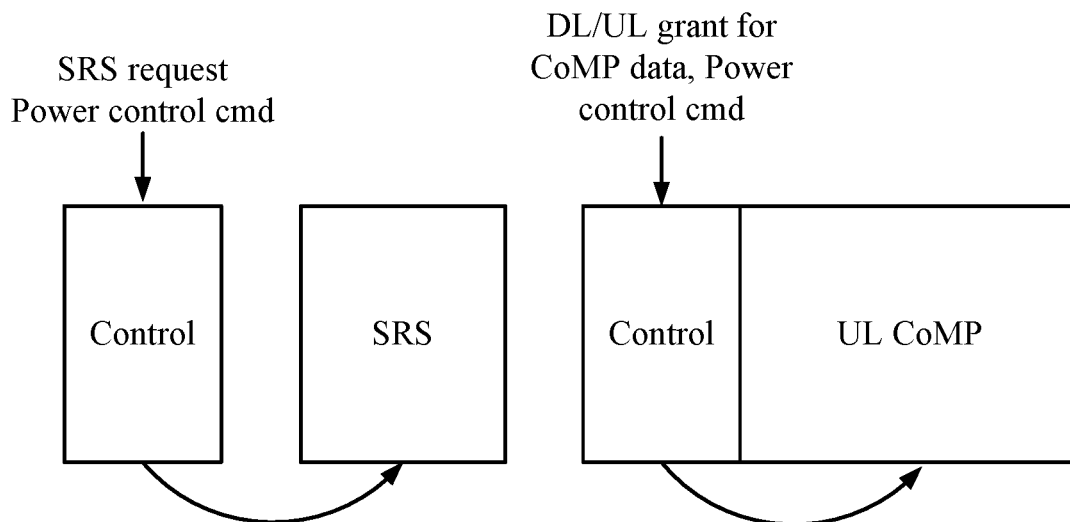 SRS request
Power control cmd
DL/UL grant for
CoMP data, Power
control cmd
Control
SRS
Control
UL CoMP